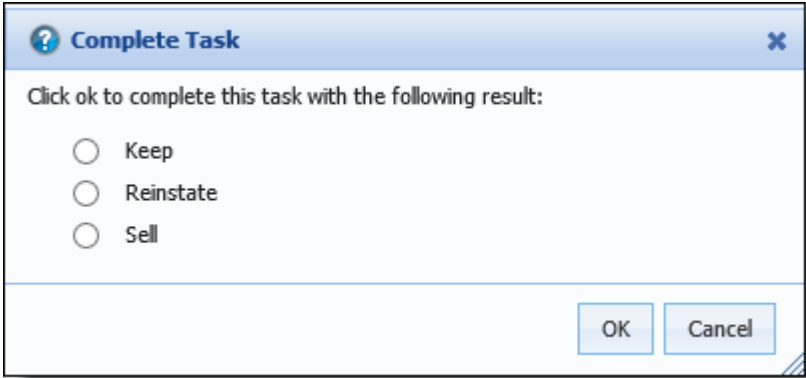 Complete Task
Click ok to complete this task with the following result:
Keep
Reinstate
Sell
OK Cancel